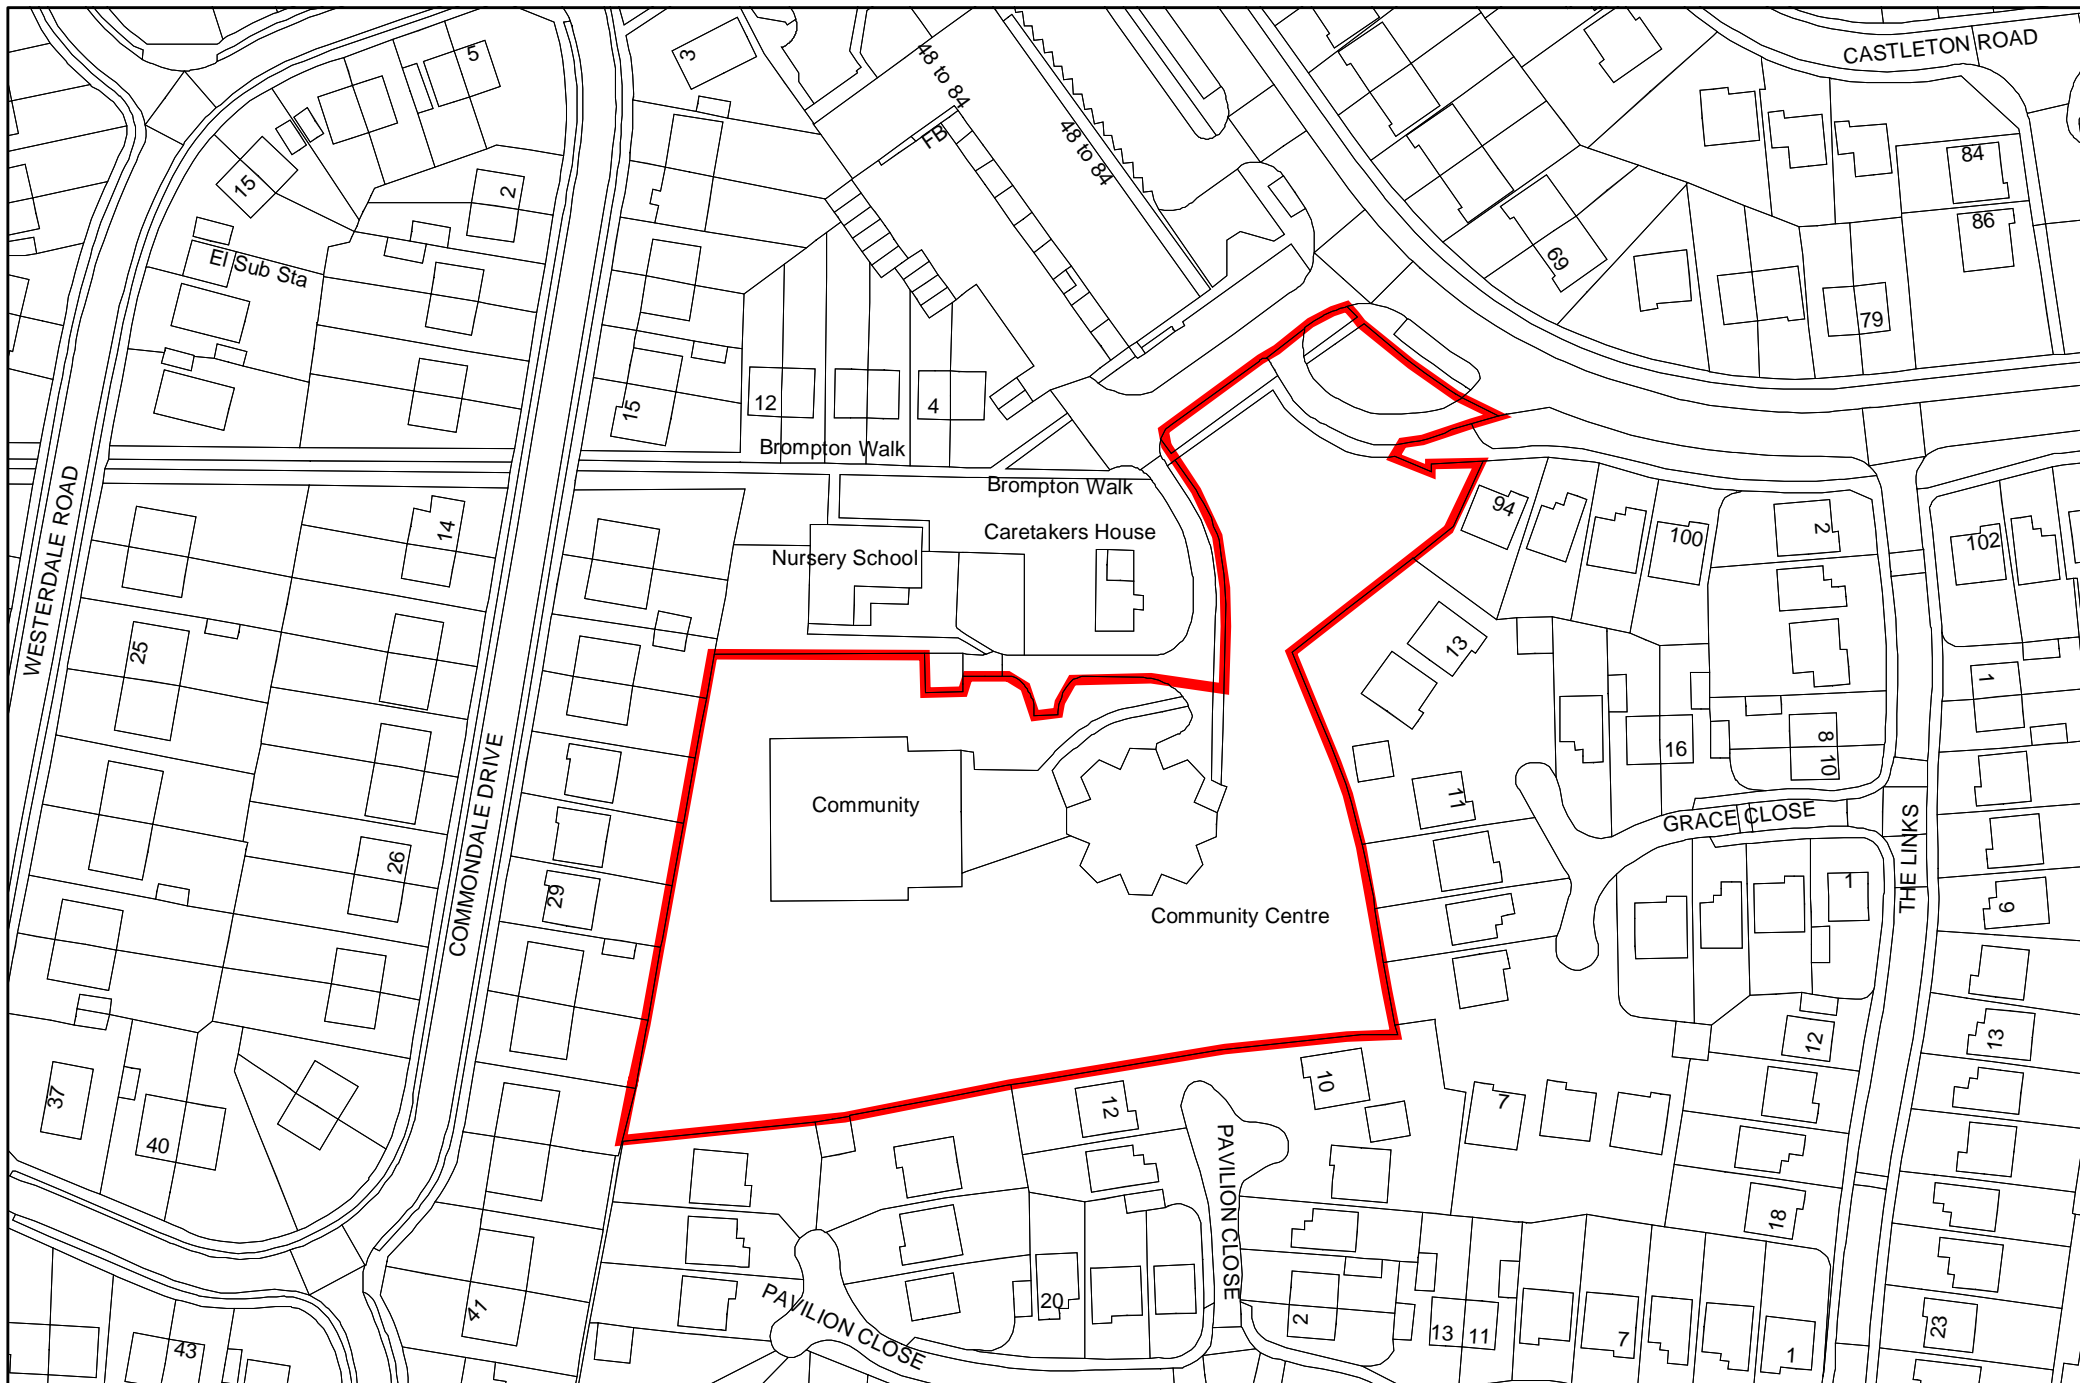 CASTLETON ROAD
3
5
48 to 84
FB
48 to 84
84
86
15
2
El Sub Sta
69
79
15
12
4
Brompton Walk
Brompton Walk
WESTERDALE ROAD
14
Caretakers House
Nursery School
94
100
2
102
25
13
1
16
8
10
11
Community
GRACE CLOSE
COMMONDALE DRIVE
THE LINKS
26
29
1
9
Community Centre
12
13
37
40
12
10
7
PAVILION CLOSE
18
41
43
PAVILION CLOSE
20
2
13
11
7
1
23